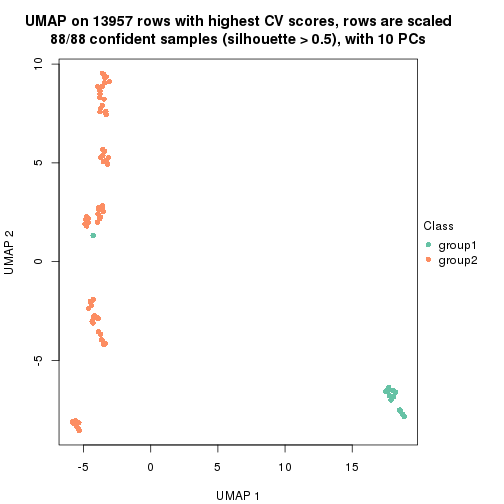 UMAP on 13957 rows with highest CV scores, rows are scaled
88/88 confident samples (silhouette > 0.5), with 10 PCs
10
5
0
-5
UMAP 2
-5
0
5
10
15
UMAP 1
Class
group1
group2